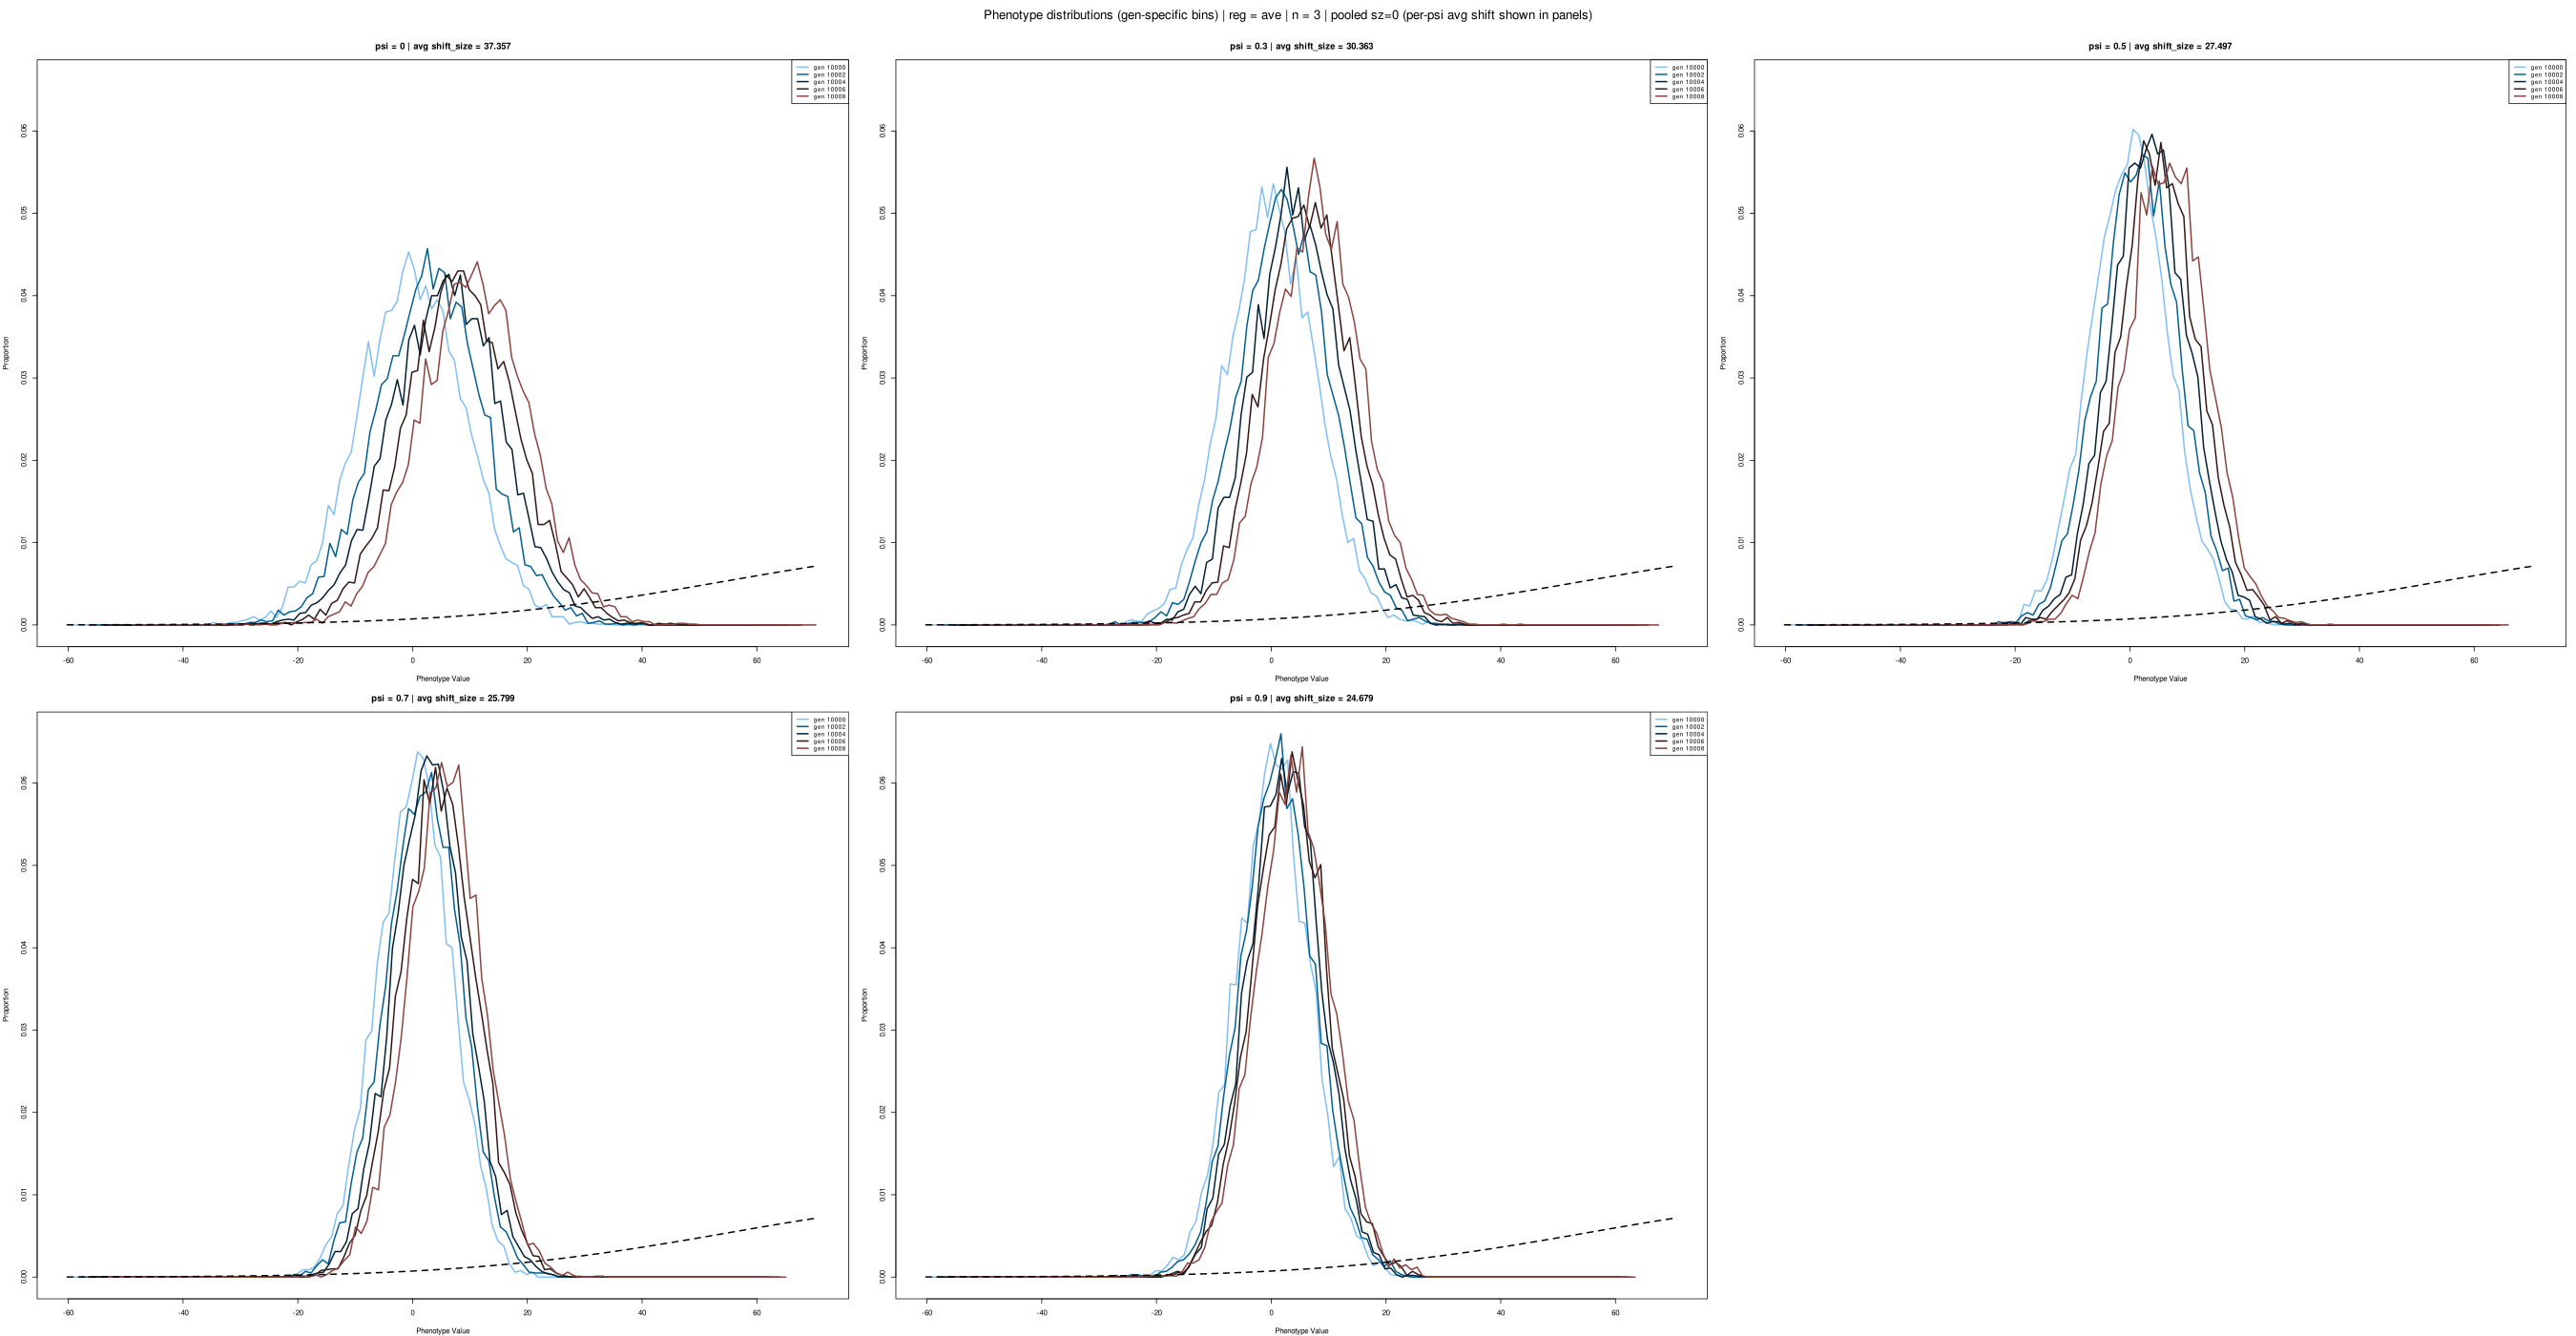 Phenotype distributions (gen-specific bins) | reg = ave | n = 3 | pooled sz=0 (per-psi avg shift shown in panels)
psi = 0 | avg shift_size = 37.357
gen 10000
gen 10002
gen 10004
gen 10006
gen 10008
Proportion
0.06
0.05
0.04
0.03
0.02
0.01
0.00
-60 -40 -20 0 20 40 60
Phenotype Value
psi = 0.3 | avg shift_size = 30.363
gen 10000
gen 10002
gen 10004
gen 10006
gen 10008
Proportion
0.06
0.05
0.04
0.03
0.02
0.01
0.00
-60 -40 -20 0 20 40 60
Phenotype Value
psi = 0.5 | avg shift_size = 27.497
gen 10000
gen 10002
gen 10004
gen 10006
gen 10008
Proportion
0.06
0.05
0.04
0.03
0.02
0.01
0.00
-60 -40 -20 0 20 40 60
Phenotype Value
psi = 0.7 | avg shift_size = 25.799
gen 10000
gen 10002
gen 10004
gen 10006
gen 10008
Proportion
0.06
0.05
0.04
0.03
0.02
0.01
0.00
-60 -40 -20 0 20 40 60
Phenotype Value
psi = 0.9 | avg shift_size = 24.679
gen 10000
gen 10002
gen 10004
gen 10006
gen 10008
Proportion
0.06
0.05
0.04
0.03
0.02
0.01
0.00
-60 -40 -20 0 20 40 60
Phenotype Value